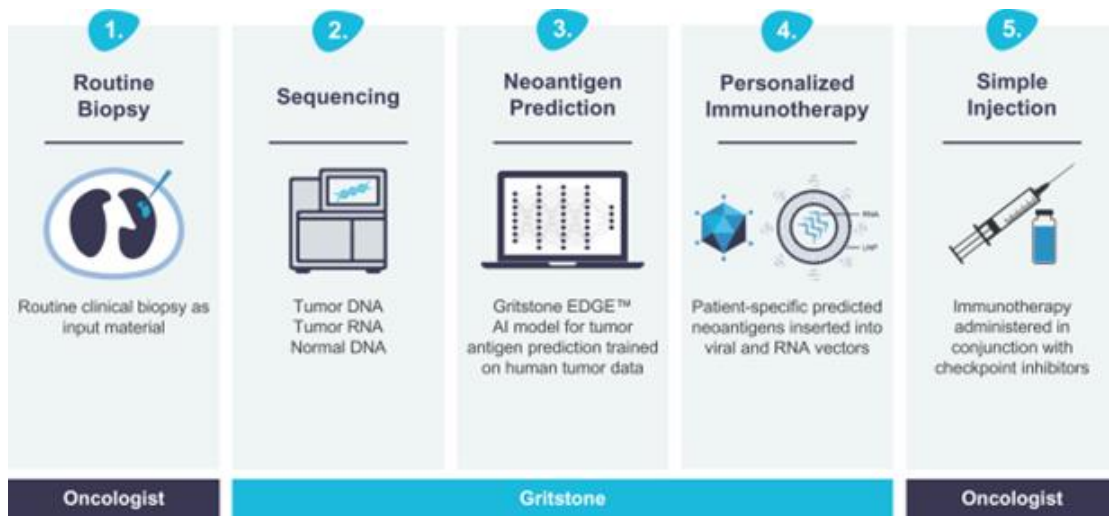 1.
Routine
Biopsy
Routine clinical biopsy as
input material
2.
Sequencing
Tumor DNA
Tumor RNA
Normal DNA
3.
Neoantigen
Prediction
Gritstone EDGE™
AI model for tumor
antigen prediction trained
on human tumor data
4.
Personalized
Immunotherapy
RNA
LNP
Patient-specific predicted
neoantigens inserted into
viral and RNA vectors
5.
Simple
Injection
Immunotherapy
administered in
conjunction with
checkpoint inhibitors
Oncologist
Gritstone
Oncologist